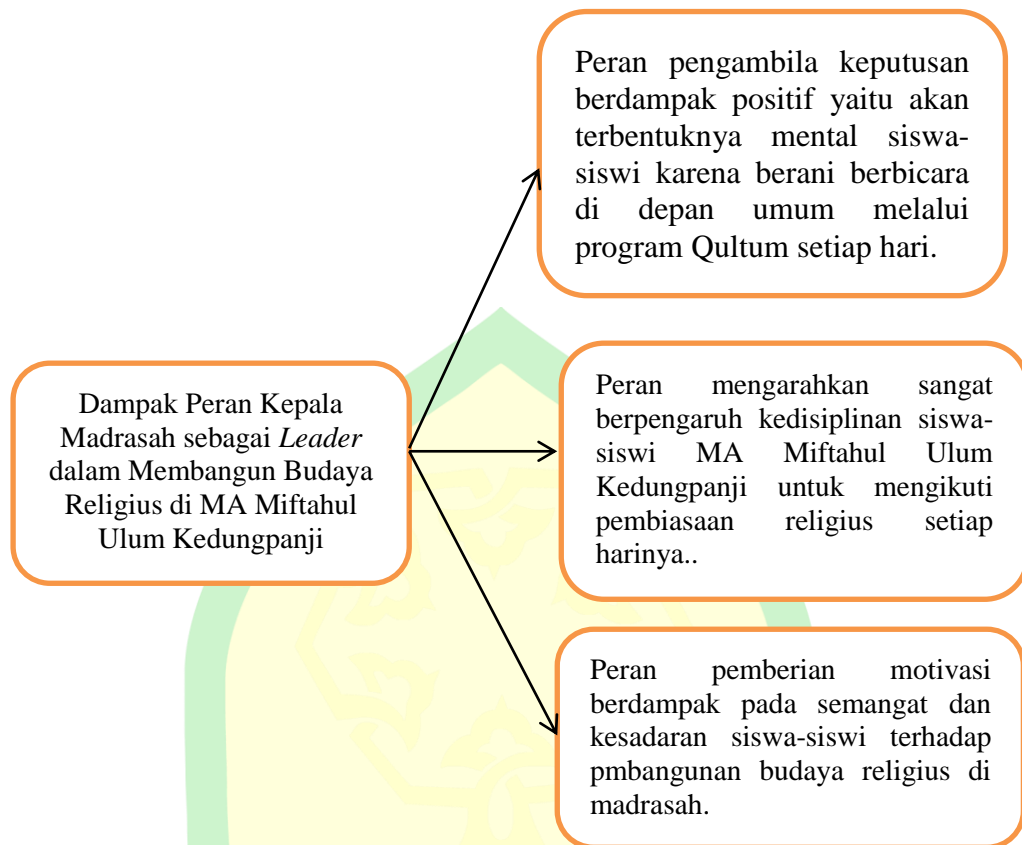 Dampak Peran Kepala
Madrasah sebagai Leader
dalam Membangun Budaya
Religius di MA Miftahul
Ulum Kedungpanji
Peran pengambila keputusan
berdampak positif yaitu akan
terbentuknya mental siswa-
siswi karena berani berbicara
di depan umum melalui
program Qultum setiap hari.
Peran mengarahkan sangat
berpengaruh kedisiplinan siswa-
siswi MA Miftahul Ulum
Kedungpanji untuk mengikuti
pembiasaan religius setiap
harinya..
Peran pemberian motivasi
berdampak pada semangat dan
kesadaran siswa-siswi terhadap
pmbangunan budaya religius di
madrasah.